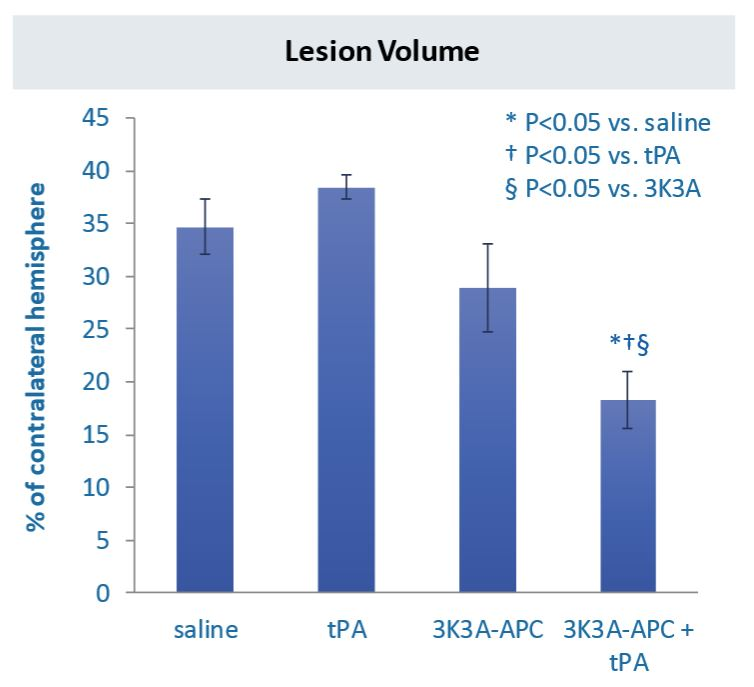 Lesion Volume
* P<0.05 vs. saline
† P<0.05 vs. tPA
§ P<0.05 vs. 3K3A
% of contralateral hemisphere
45
40
35
30
25
20
15
10
5
0
*†§
saline
tPA
3K3A-APC
3K3A-APC +
tPA